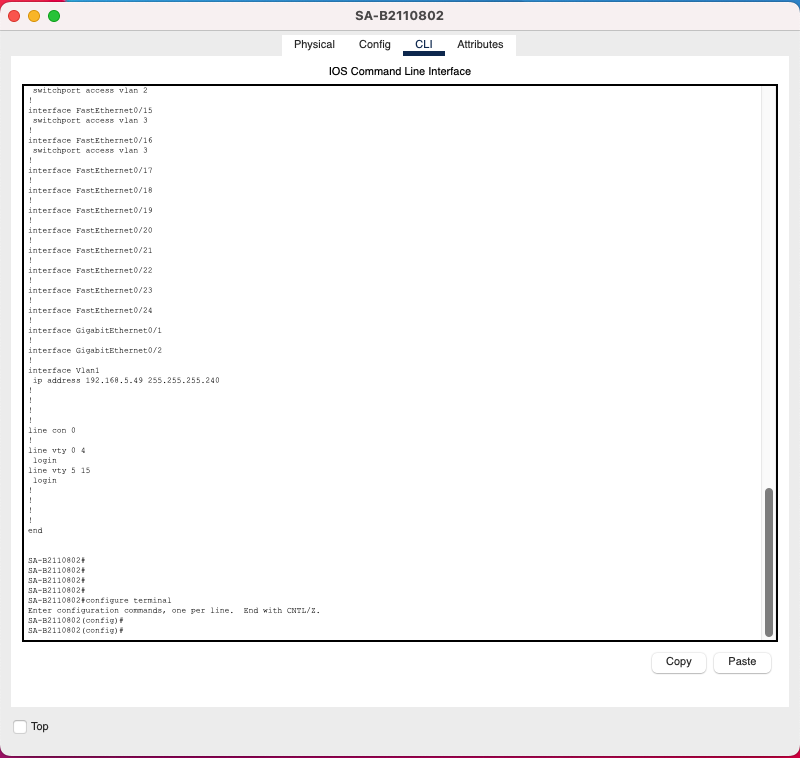 SA-B2110802
Physical Config CLI Attributes
IOS Command Line Interface
switchport access vlan 2
!
interface FastEthernet0/15
switchport access vlan 3
!
interface FastEthernet0/16
switchport access vlan 3
!
interface FastEthernet0/17
!
interface FastEthernet0/18
!
interface FastEthernet0/19
!
interface FastEthernet0/20
!
interface FastEthernet0/21
!
interface FastEthernet0/22
!
interface FastEthernet0/23
!
interface FastEthernet0/24
!
interface GigabitEthernet0/1
!
interface GigabitEthernet0/2
!
interface Vlan1
ip address 192.168.5.49 255.255.255.240
!
!
!
!
line con 0
!
line vty 0 4
login
line vty 5 15
login
!
!
!
!
end
SA-B2110802#
SA-B2110802#
SA-B2110802#
SA-B2110802#
SA-B2110802#configure terminal
Enter configuration commands, one per line. End with CNTL/Z.
SA-B2110802(config)#
SA-B2110802(config)#
Copy Paste
Top